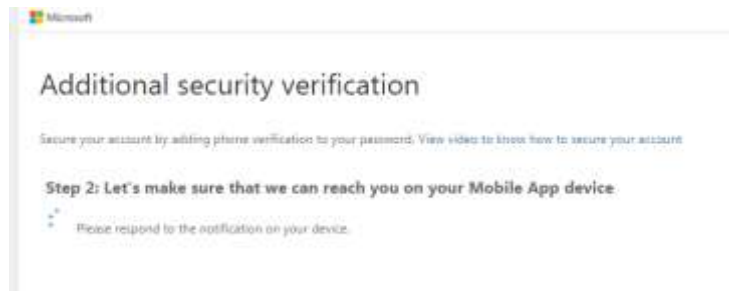 Microsoft
Additional security verification
Secure your account by adding phone verification to your password. View video to know how to secure your account
Step 2: Let's make sure that we can reach you on your Mobile App device
Please respond to the notification on your device.